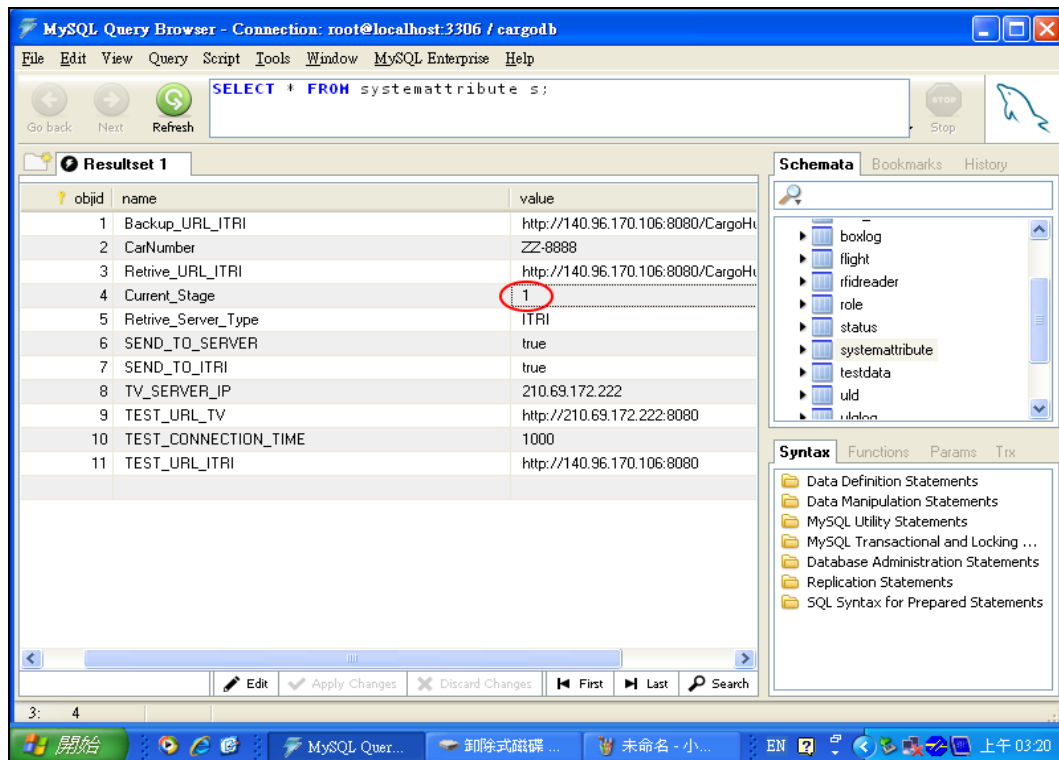 MySQL Query Browser - Connection: root@localhost:3306 / cargodb
File Edit View Query Script Tools Window MySQL Enterprise Help
SELECT * FROM systemattribute s;
Go back Next Refresh STOP Stop
Resultset 1
objid name value
1 Backup_URL_ITRI http://140.96.170.106:8080/CargoHu
2 CarNumber ZZ-8888
3 Retrive_URL_ITRI http://140.96.170.106:8080/CargoHu
4 Current_Stage 1
5 Retrive_Server_Type ITRI
6 SEND_TO_SERVER true
7 SEND_TO_ITRI true
8 TV_SERVER_IP 210.69.172.222
9 TEST_URL_TV http://210.69.172.222:8080
10 TEST_CONNECTION_TIME 1000
11 TEST_URL_ITRI http://140.96.170.106:8080
Edit Apply Changes Discard Changes First Last Search
Schemata Bookmarks History
boxlog
flight
rfidreader
role
status
systemattribute
testdata
uld
Syntax Functions Params Trx
Data Definition Statements
Data Manipulation Statements
MySQL Utility Statements
MySQL Transactional and Locking ...
Database Administration Statements
Replication Statements
SQL Syntax for Prepared Statements
3: 4
開始 MySQL Quer... 卸除式磁碟 ... 未命名 - 小... EN 上午 03:20